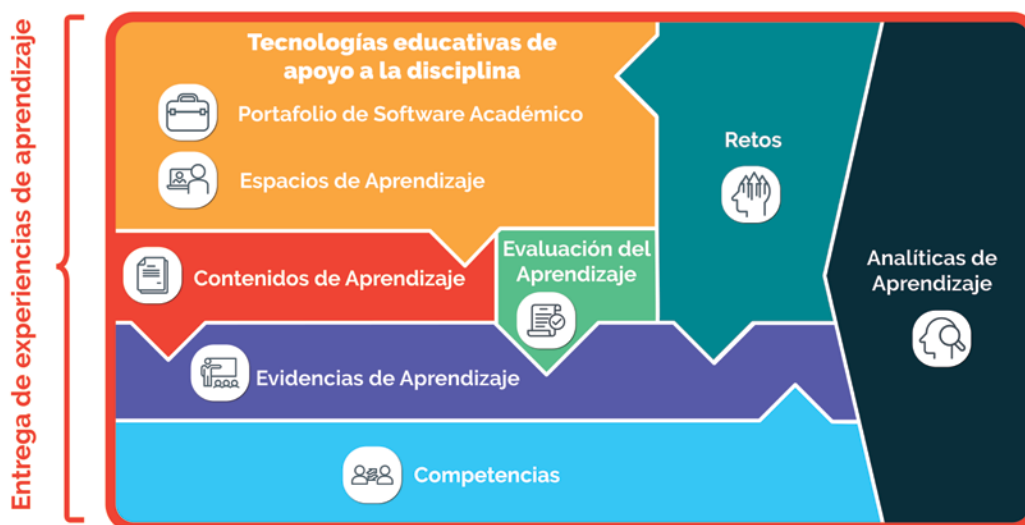 Entrega de experiencias de aprendizaje
Tecnologías educativas de
apoyo a la disciplina
Portafolio de Software Académico
Espacios de Aprendizaje
Retos
Contenidos de Aprendizaje
Evaluación del
Aprendizaje
Analíticas de
Aprendizaje
Evidencias de Aprendizaje
Competencias